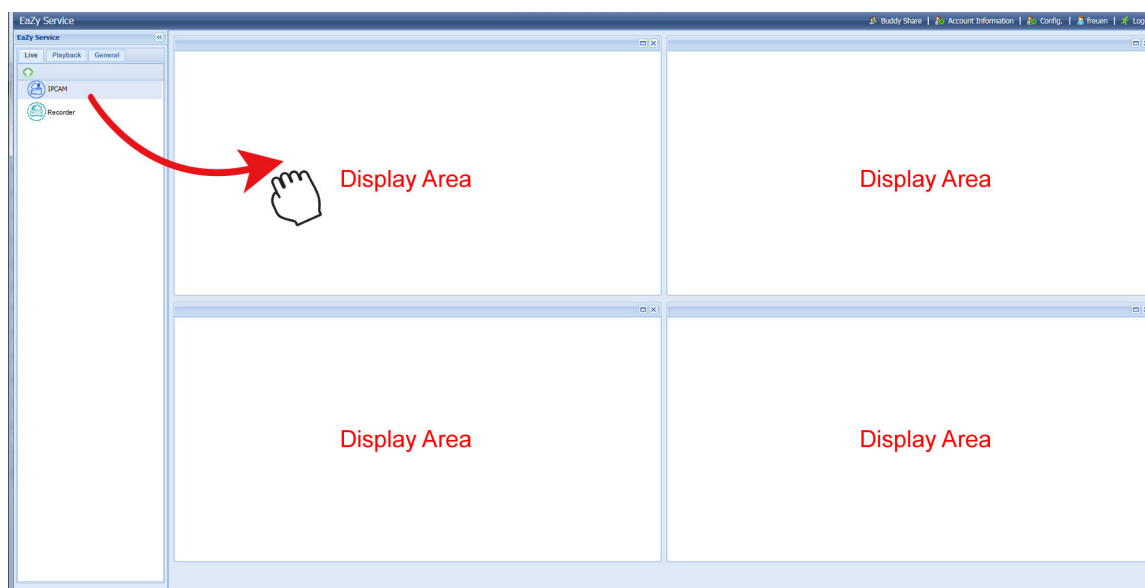 EaZy Service
Buddy Share | Account Information | Config. | freuen | Log
EaZy Service
Live Playback General
IPCAM
Recorder
Display Area
Display Area
Display Area
Display Area